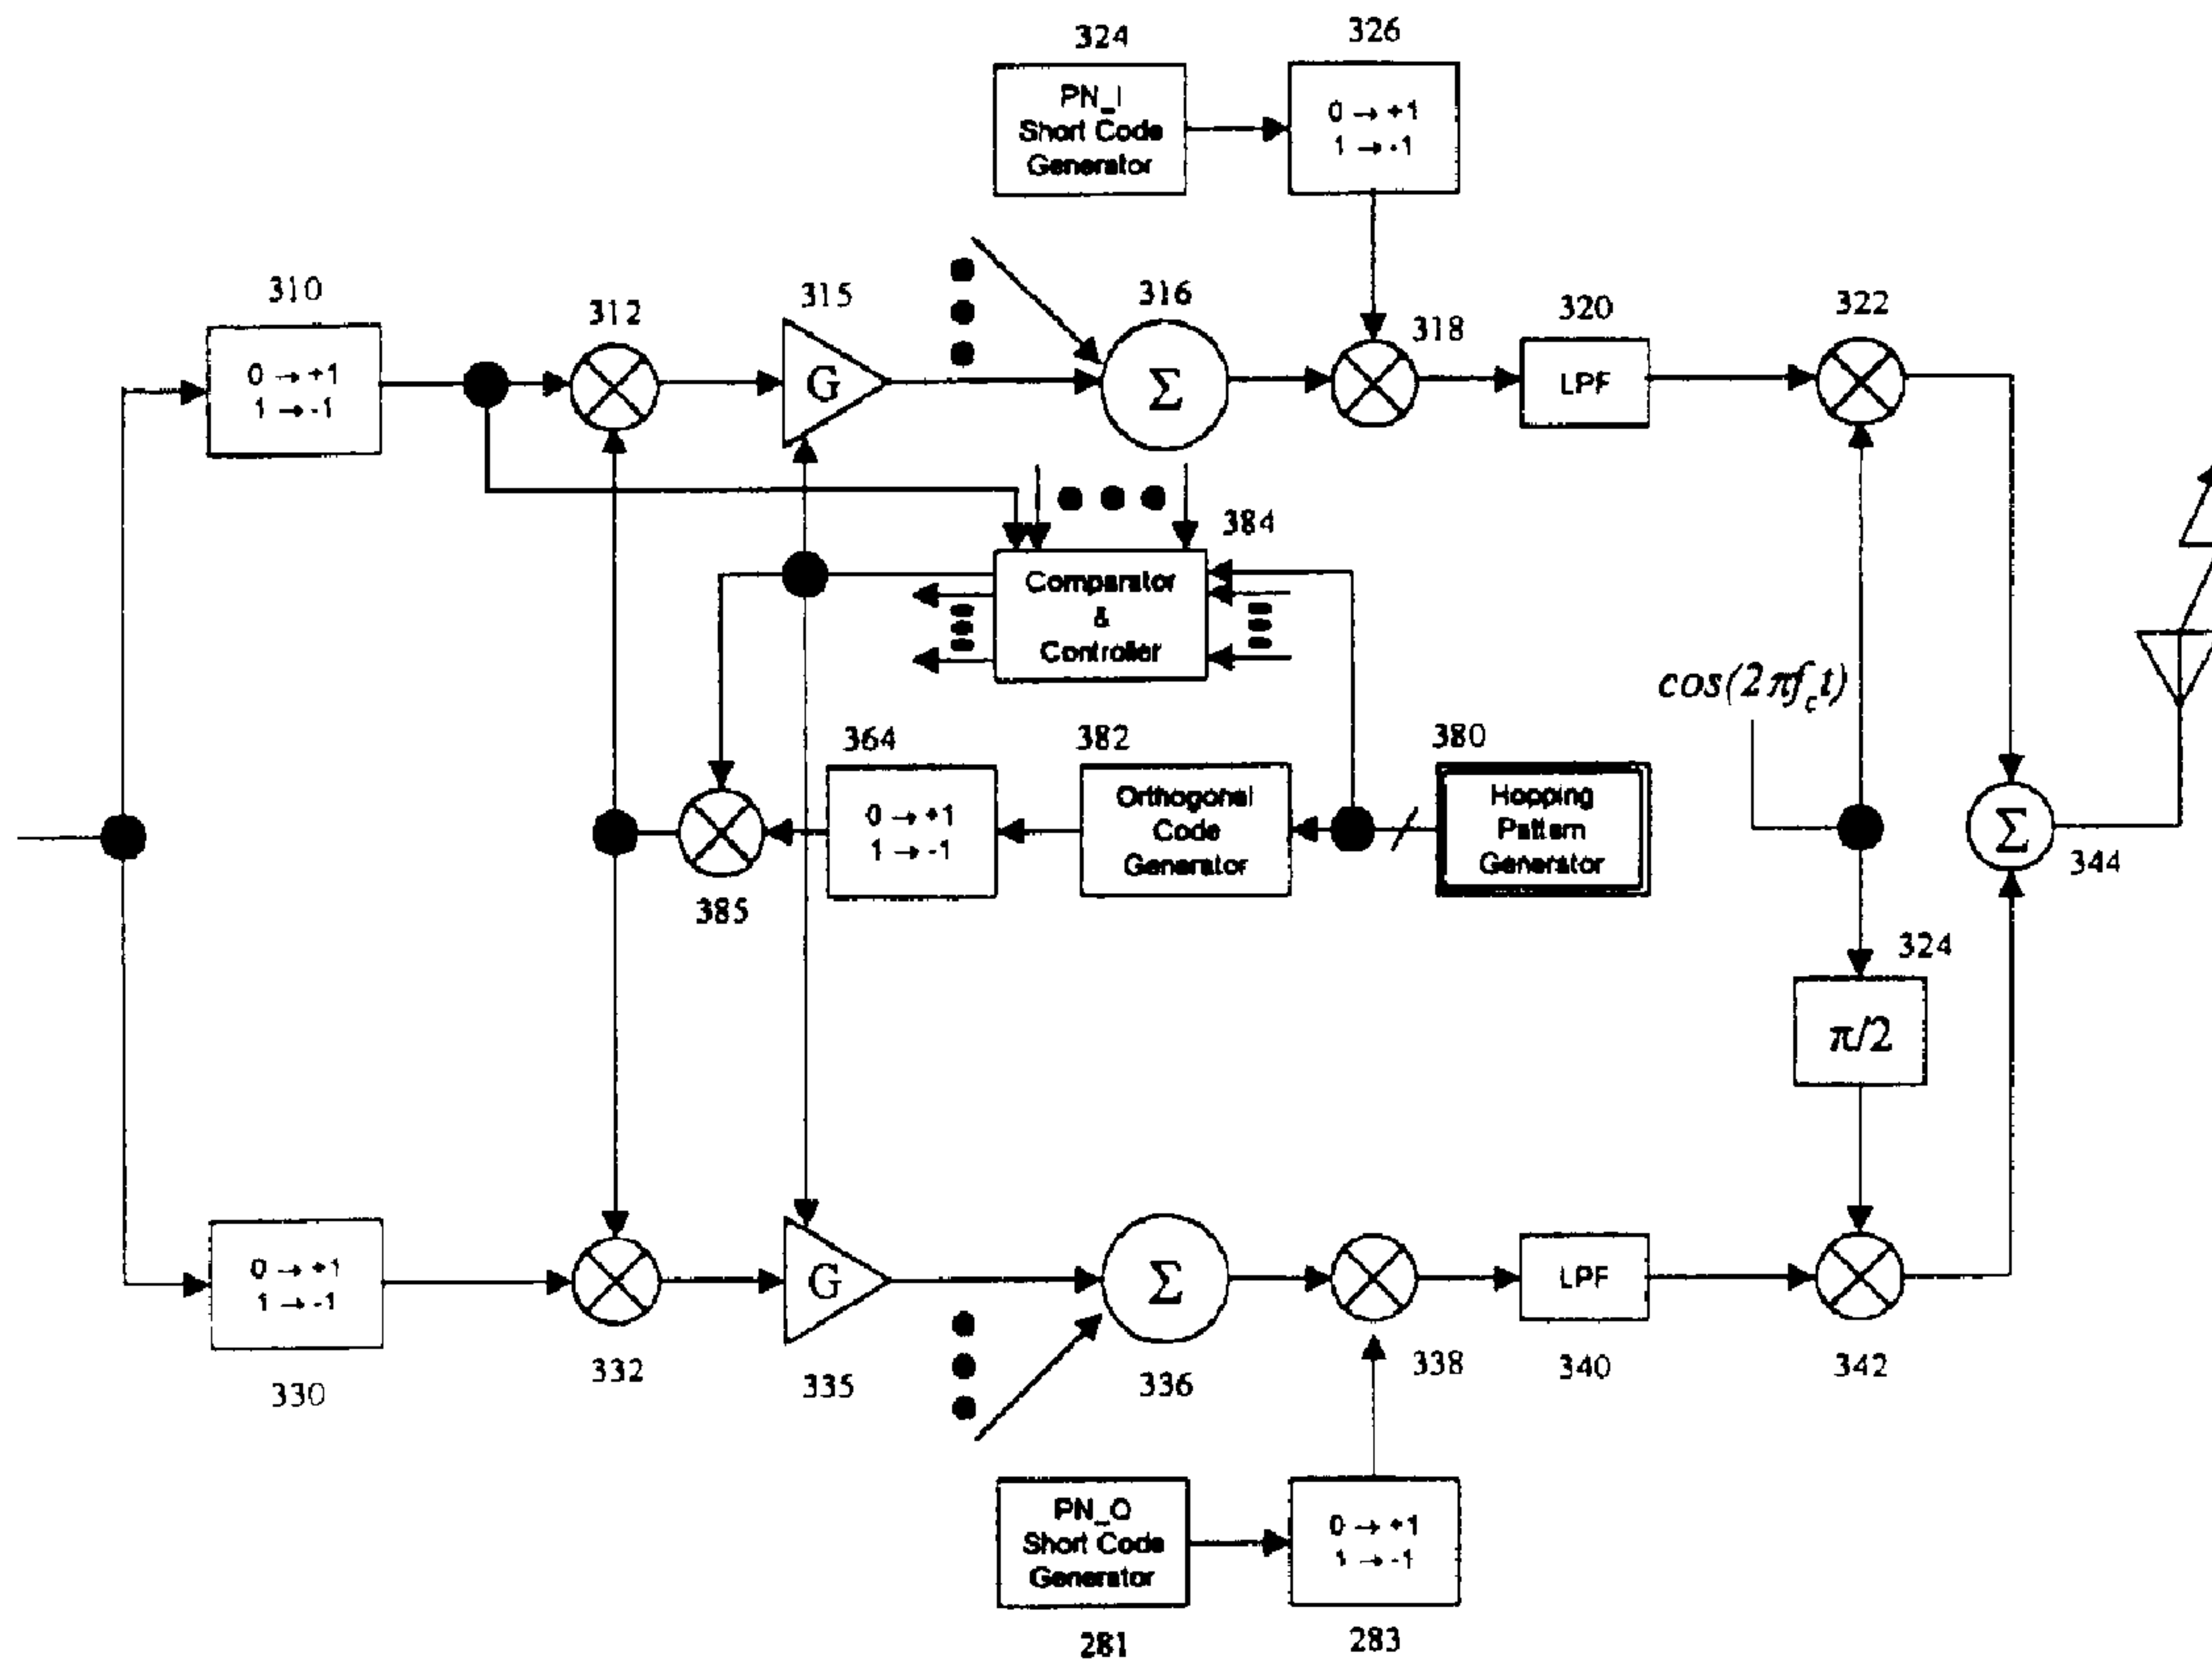 324
326
PN_I
Short Code
Generator
0 → +1
1 → -1
310
312
315
316
318
320
322
0 → +1
1 → -1
G
Σ
LPF
384
Comparator
&
Controller
cos(2πf_c t)
364
382
380
0 → +1
1 → -1
Orthogonal
Code
Generator
Hopping
Pattern
Generator
Σ
344
385
324
π/2
0 → +1
1 → -1
G
Σ
LPF
330
332
335
336
338
340
342
PN_Q
Short Code
Generator
0 → +1
1 → -1
281
283